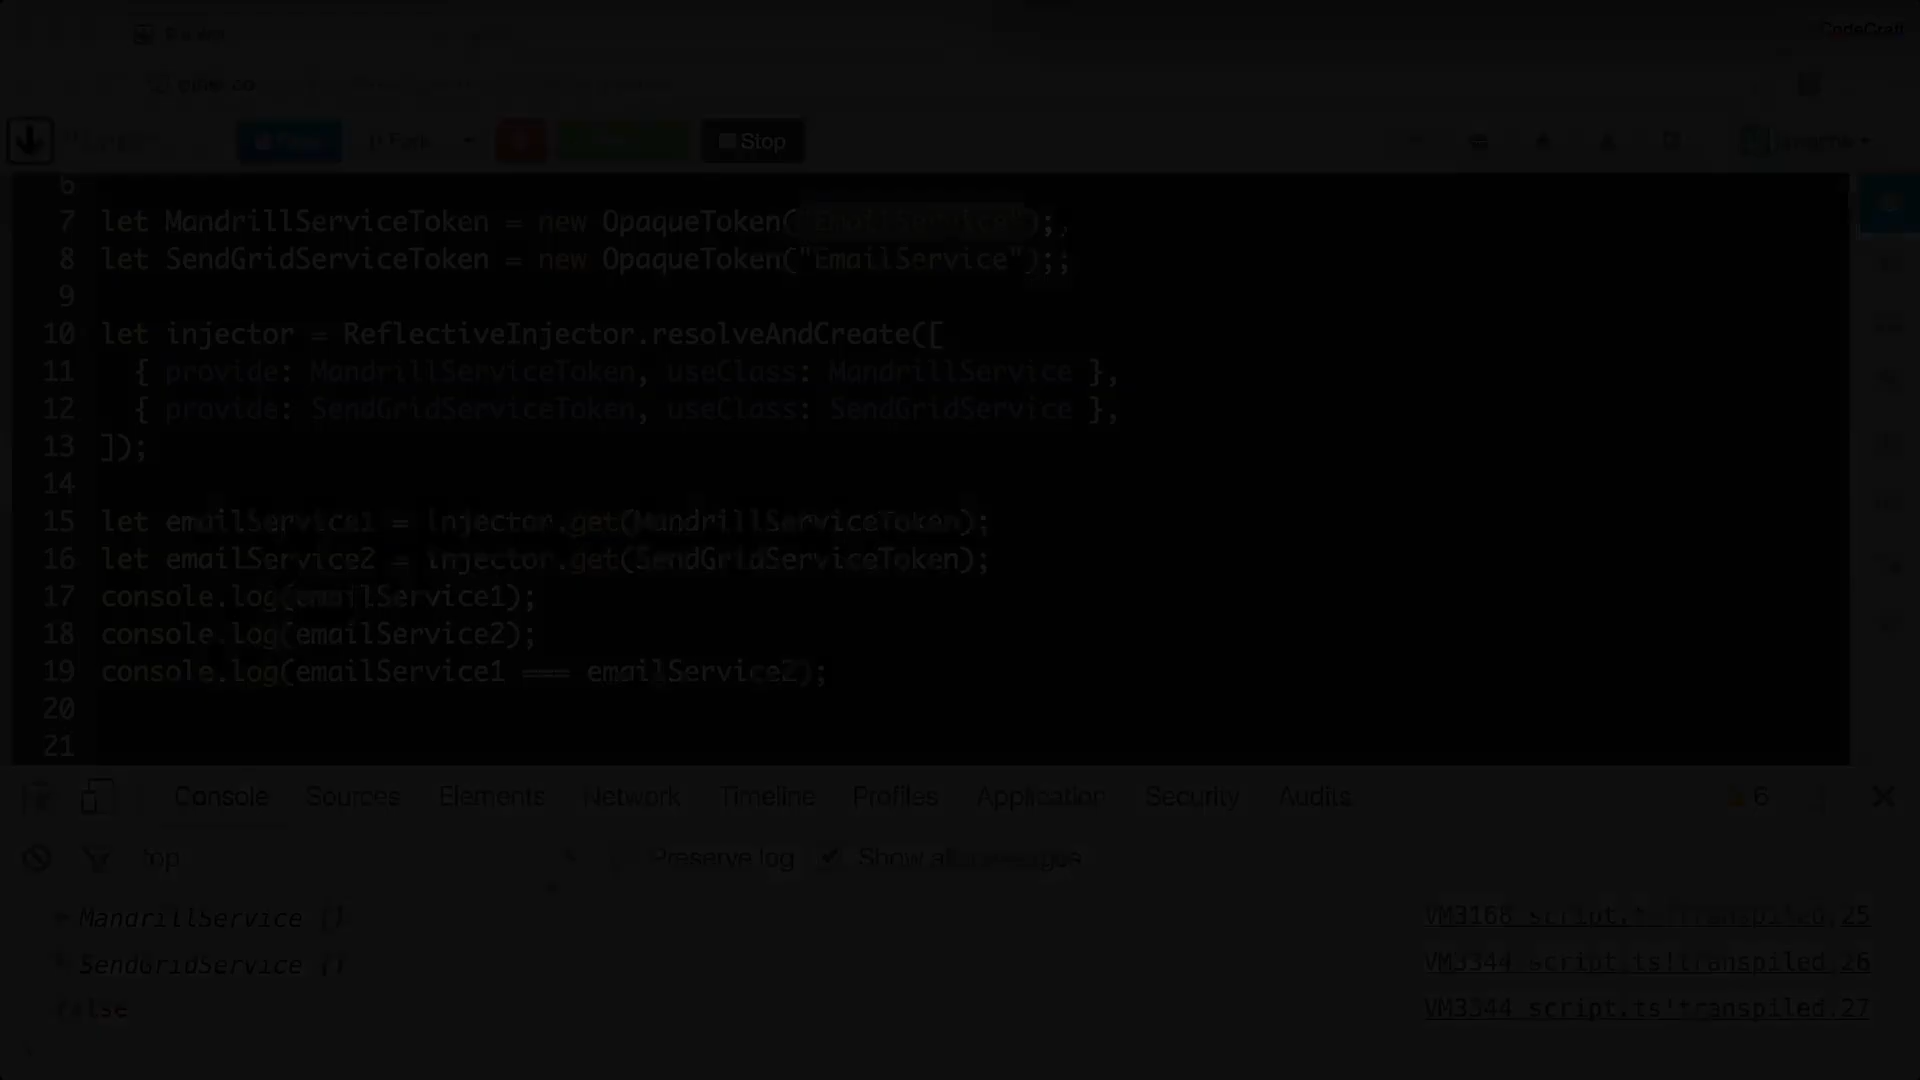 CodeCraft
Stop
6
7 let MandrillServiceToken = new OpaqueToken("EmailService");;
8 let SendGridServiceToken = new OpaqueToken("EmailService");;
9
10 let injector = ReflectiveInjector.resolveAndCreate([
11 { provide: MandrillServiceToken, useClass: MandrillService },
12 { provide: SendGridServiceToken, useClass: SendGridService },
13 ]);
14
15 let emailService1 = injector.get(MandrillServiceToken);
16 let emailService2 = injector.get(SendGridServiceToken);
17 console.log(emailService1);
18 console.log(emailService2);
19 console.log(emailService1 === emailService2);
20
21
Console Sources Elements Network Timeline Profiles Application Security Audits 6
top Preserve log Show all messages
MandrillService {} VM3168 script.ts!transpiled:25
SendGridService {} VM3344 script.ts!transpiled:26
false VM3344 script.ts!transpiled:27